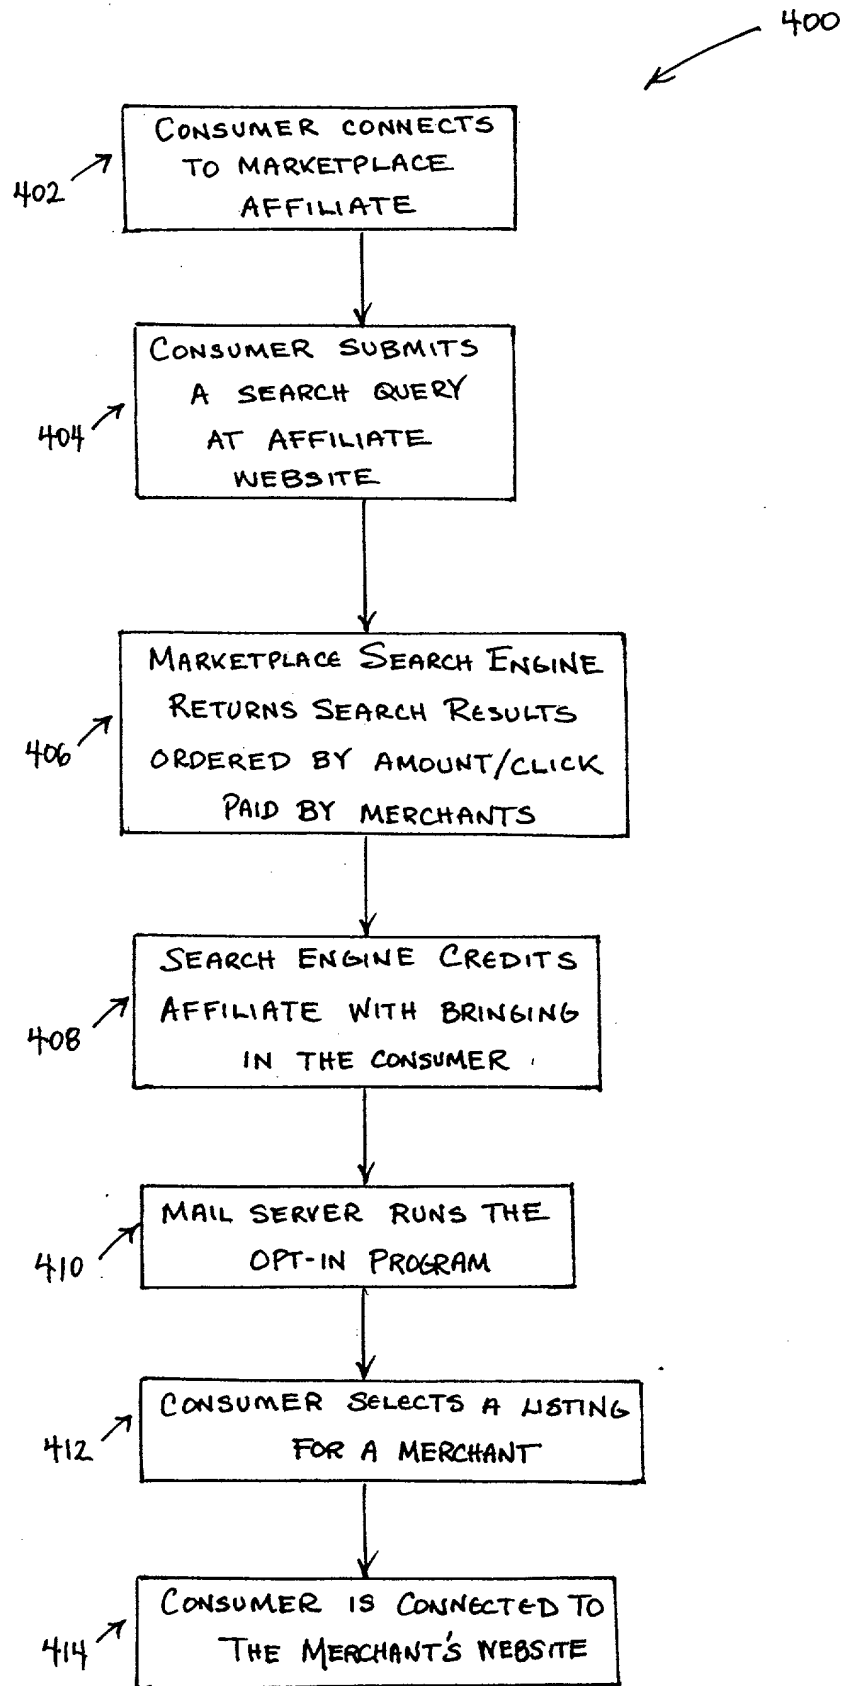 400
CONSUMER CONNECTS
TO MARKETPLACE
AFFILIATE
402
CONSUMER SUBMITS
A SEARCH QUERY
AT AFFILIATE
WEBSITE
404
MARKETPLACE SEARCH ENGINE
RETURNS SEARCH RESULTS
ORDERED BY AMOUNT/CLICK
PAID BY MERCHANTS
406
SEARCH ENGINE CREDITS
AFFILIATE WITH BRINGING
IN THE CONSUMER
408
MAIL SERVER RUNS THE
OPT-IN PROGRAM
410
CONSUMER SELECTS A LISTING
FOR A MERCHANT
412
CONSUMER IS CONNECTED TO
THE MERCHANT'S WEBSITE
414